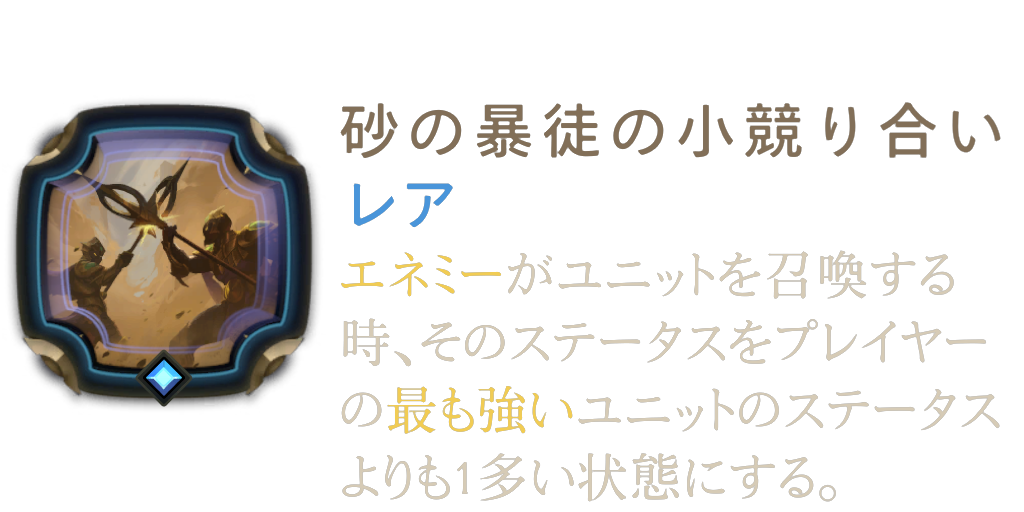 砂の暴徒の小競り合い
レア
エネミーがユニットを召喚する
時、そのステータスをプレイヤー
の最も強いユニットのステータス
よりも1多い状態にする。